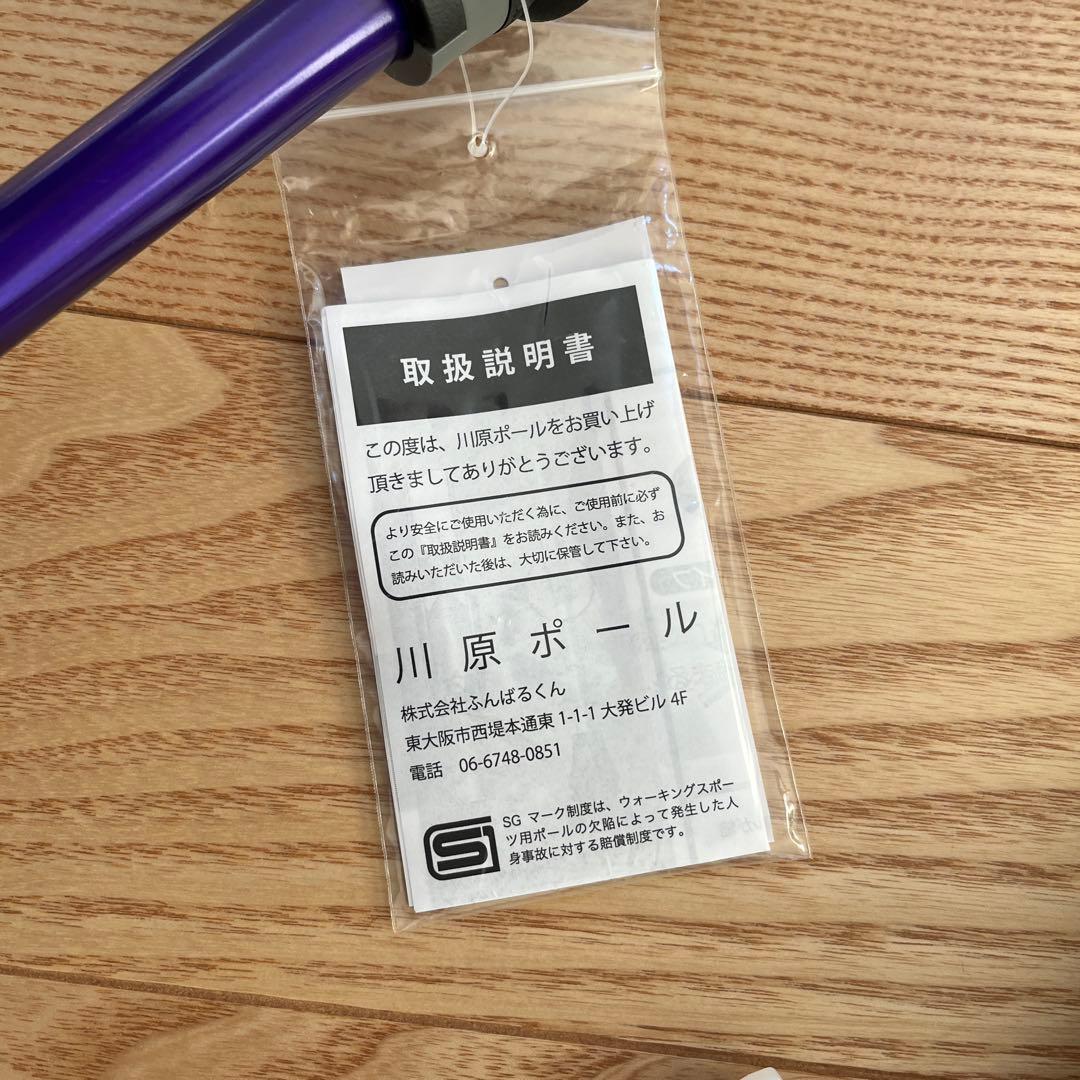 取扱説明書
この度は、川原ポールをお買い上げ
頂きましてありがとうございます。
より安全にご使用いただく為に、ご使用前に必ず
この『取扱説明書』をお読みください。また、お
読みいただいた後は、大切に保管して下さい。
川原ポール
株式会社ふんばるくん
東大阪市西堤本通東 1-1-1 大発ビル 4F
電話 06-6748-0851
SG マーク制度は、ウォーキングスポー
ツ用ポールの欠陥によって発生した人
身事故に対する賠償制度です。